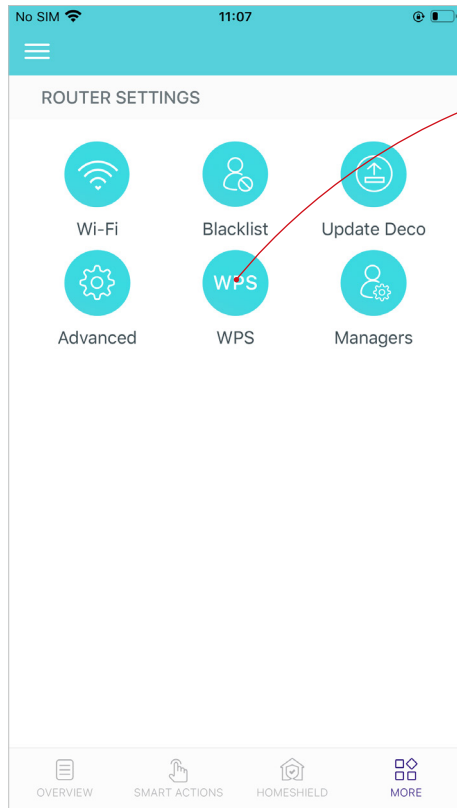 No SIM 11:07
ROUTER SETTINGS
Wi-Fi Blacklist Update Deco
WPS
Advanced WPS Managers
OVERVIEW SMART ACTIONS HOMESHIELD MORE